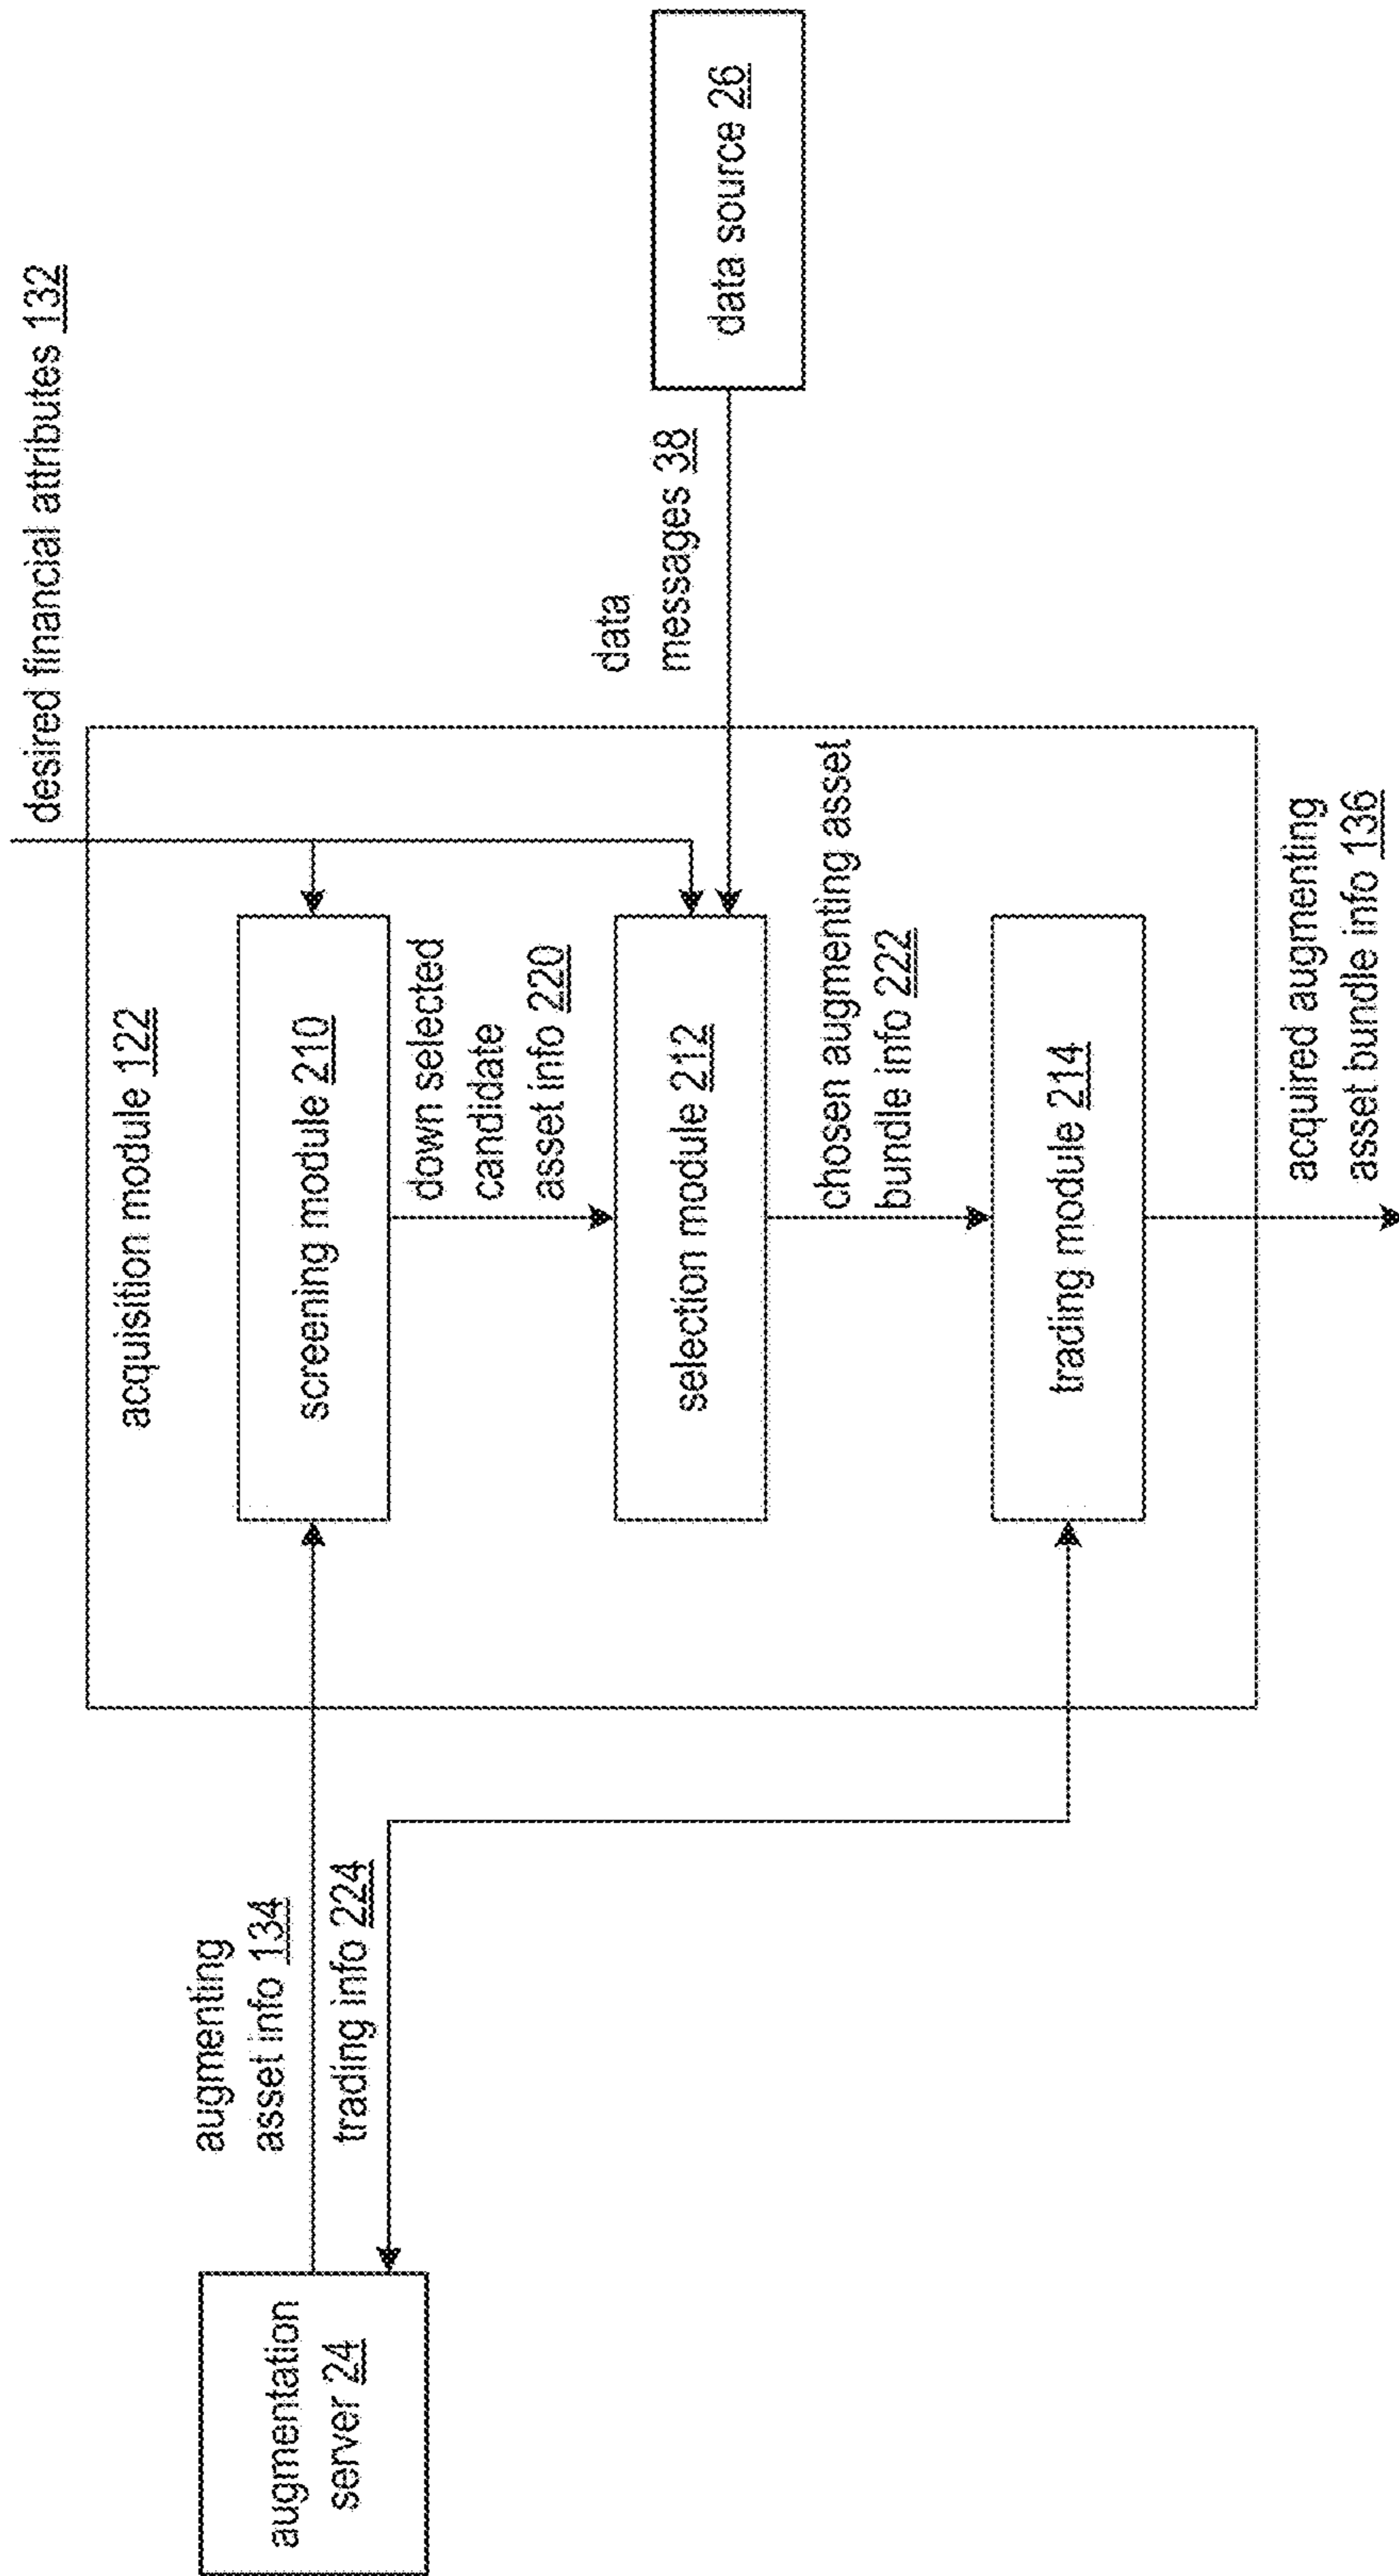 desired financial attributes 132
acquisition module 122
augmenting
asset info 134
trading info 224
augmentation
server 24
screening module 210
down selected
candidate
asset info 220
data
messages 38
data source 26
selection module 212
chosen augmenting asset
bundle info 222
trading module 214
acquired augmenting
asset bundle info 136